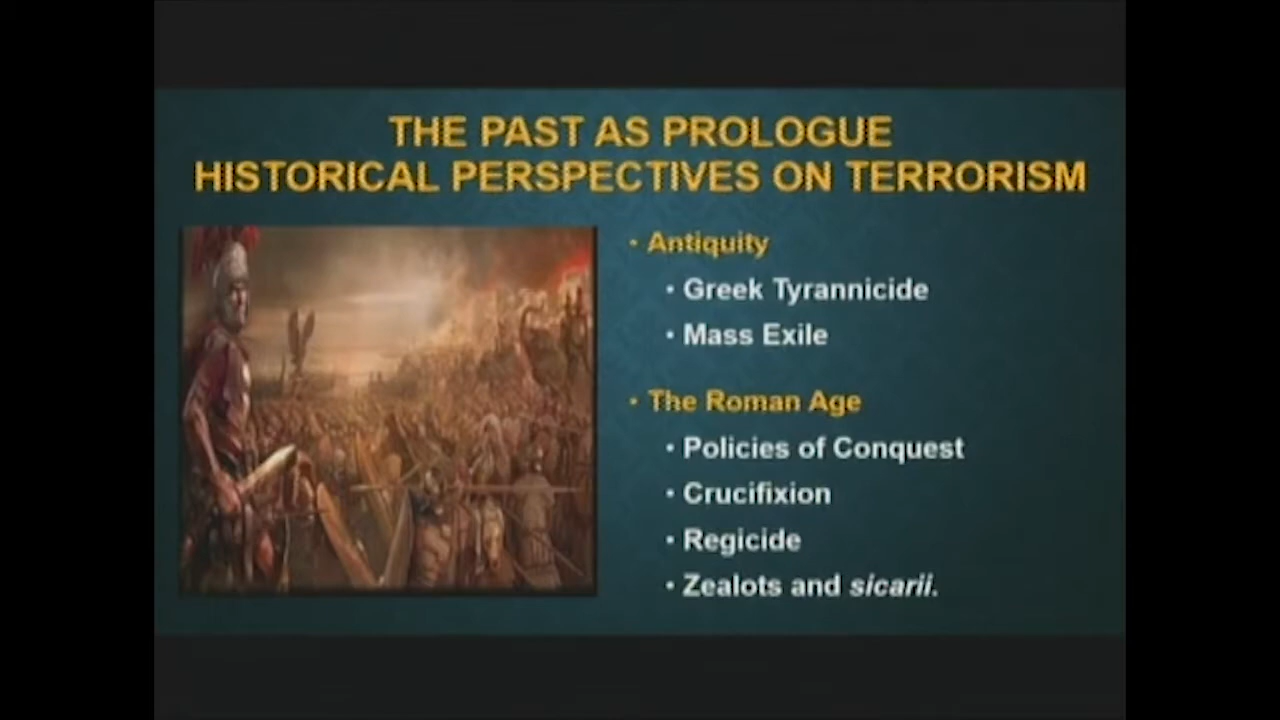 THE PAST AS PROLOGUE
HISTORICAL PERSPECTIVES ON TERRORISM
• Antiquity
• Greek Tyrannicide
• Mass Exile
• The Roman Age
• Policies of Conquest
• Crucifixion
• Regicide
• Zealots and sicarii.